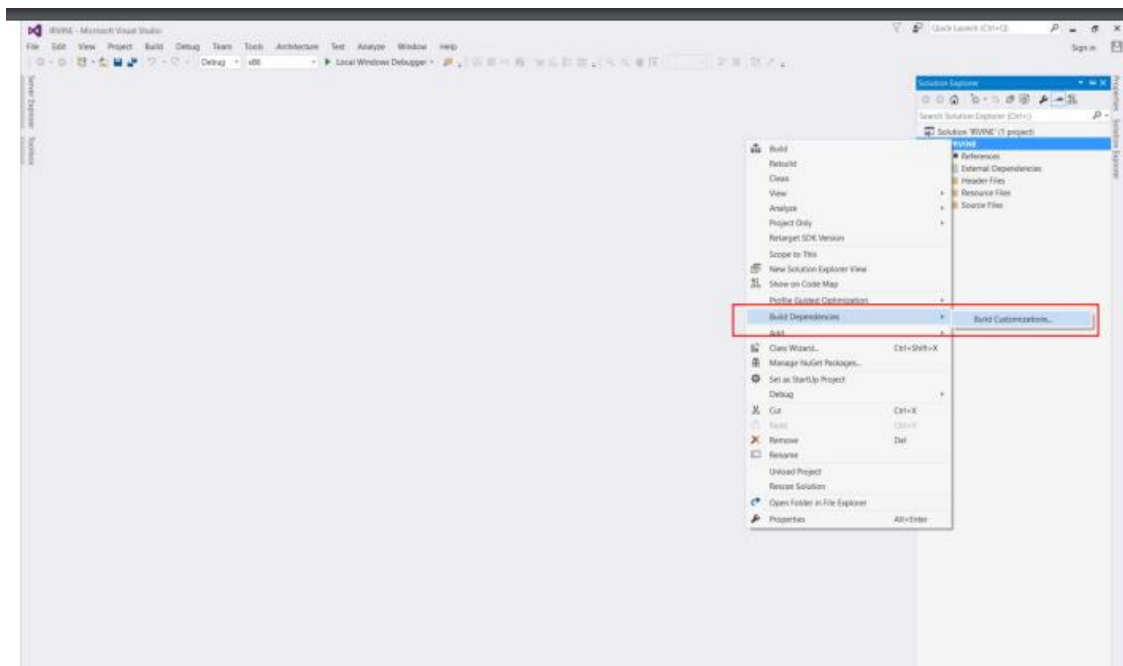 IRVINE - Microsoft Visual Studio
Quick Launch (Ctrl+Q)
File Edit View Project Build Debug Team Tools Architecture Test Analyze Window Help
Sign in
Debug x86 Local Windows Debugger
Server Explorer
Toolbox
Solution Explorer
Search Solution Explorer (Ctrl+;)
Solution 'IRVINE' (1 project)
IRVINE
References
External Dependencies
Header Files
Resource Files
Source Files
Properties
Solution Explorer
Build
Rebuild
Clean
View
Analyze
Project Only
Retarget SDK Version
Scope to This
New Solution Explorer View
Show on Code Map
Profile Guided Optimization
Build Dependencies
Build Customizations...
Add
Class Wizard... Ctrl+Shift+X
Manage NuGet Packages...
Set as StartUp Project
Debug
Cut Ctrl+X
Paste Ctrl+V
Remove Del
Rename
Unload Project
Rescan Solution
Open Folder in File Explorer
Properties Alt+Enter